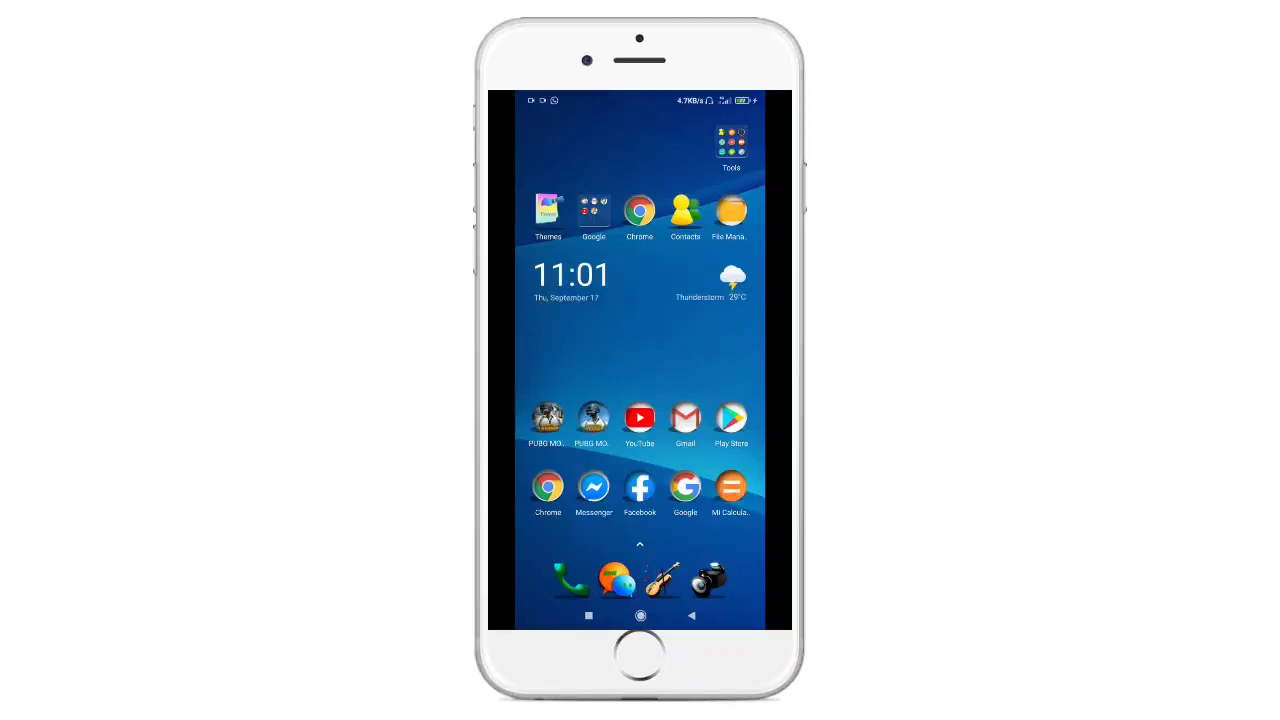 4.7KB/s
Tools
Themes Google Chrome Contacts File Mana..
11:01
Thu, September 17
Thunderstorm 29°C
PUBG MO.. PUBG MO.. YouTube Gmail Play Store
Chrome Messenger Facebook Google Mi Calcula..